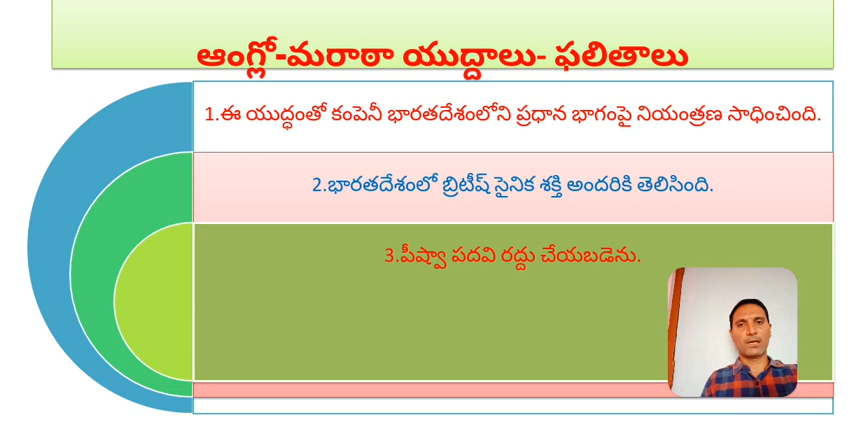 ఆంగ్లో-మరాఠా యుద్దాలు- ఫలితాలు
1.ఈ యుద్ధంతో కంపెనీ భారతదేశంలోని ప్రధాన భాగంపై నియంత్రణ సాధించింది.
2.భారతదేశంలో బ్రిటీష్ సైనిక శక్తి అందరికి తెలిసింది.
3.పీష్వా పదవి రద్దు చేయబడెను.